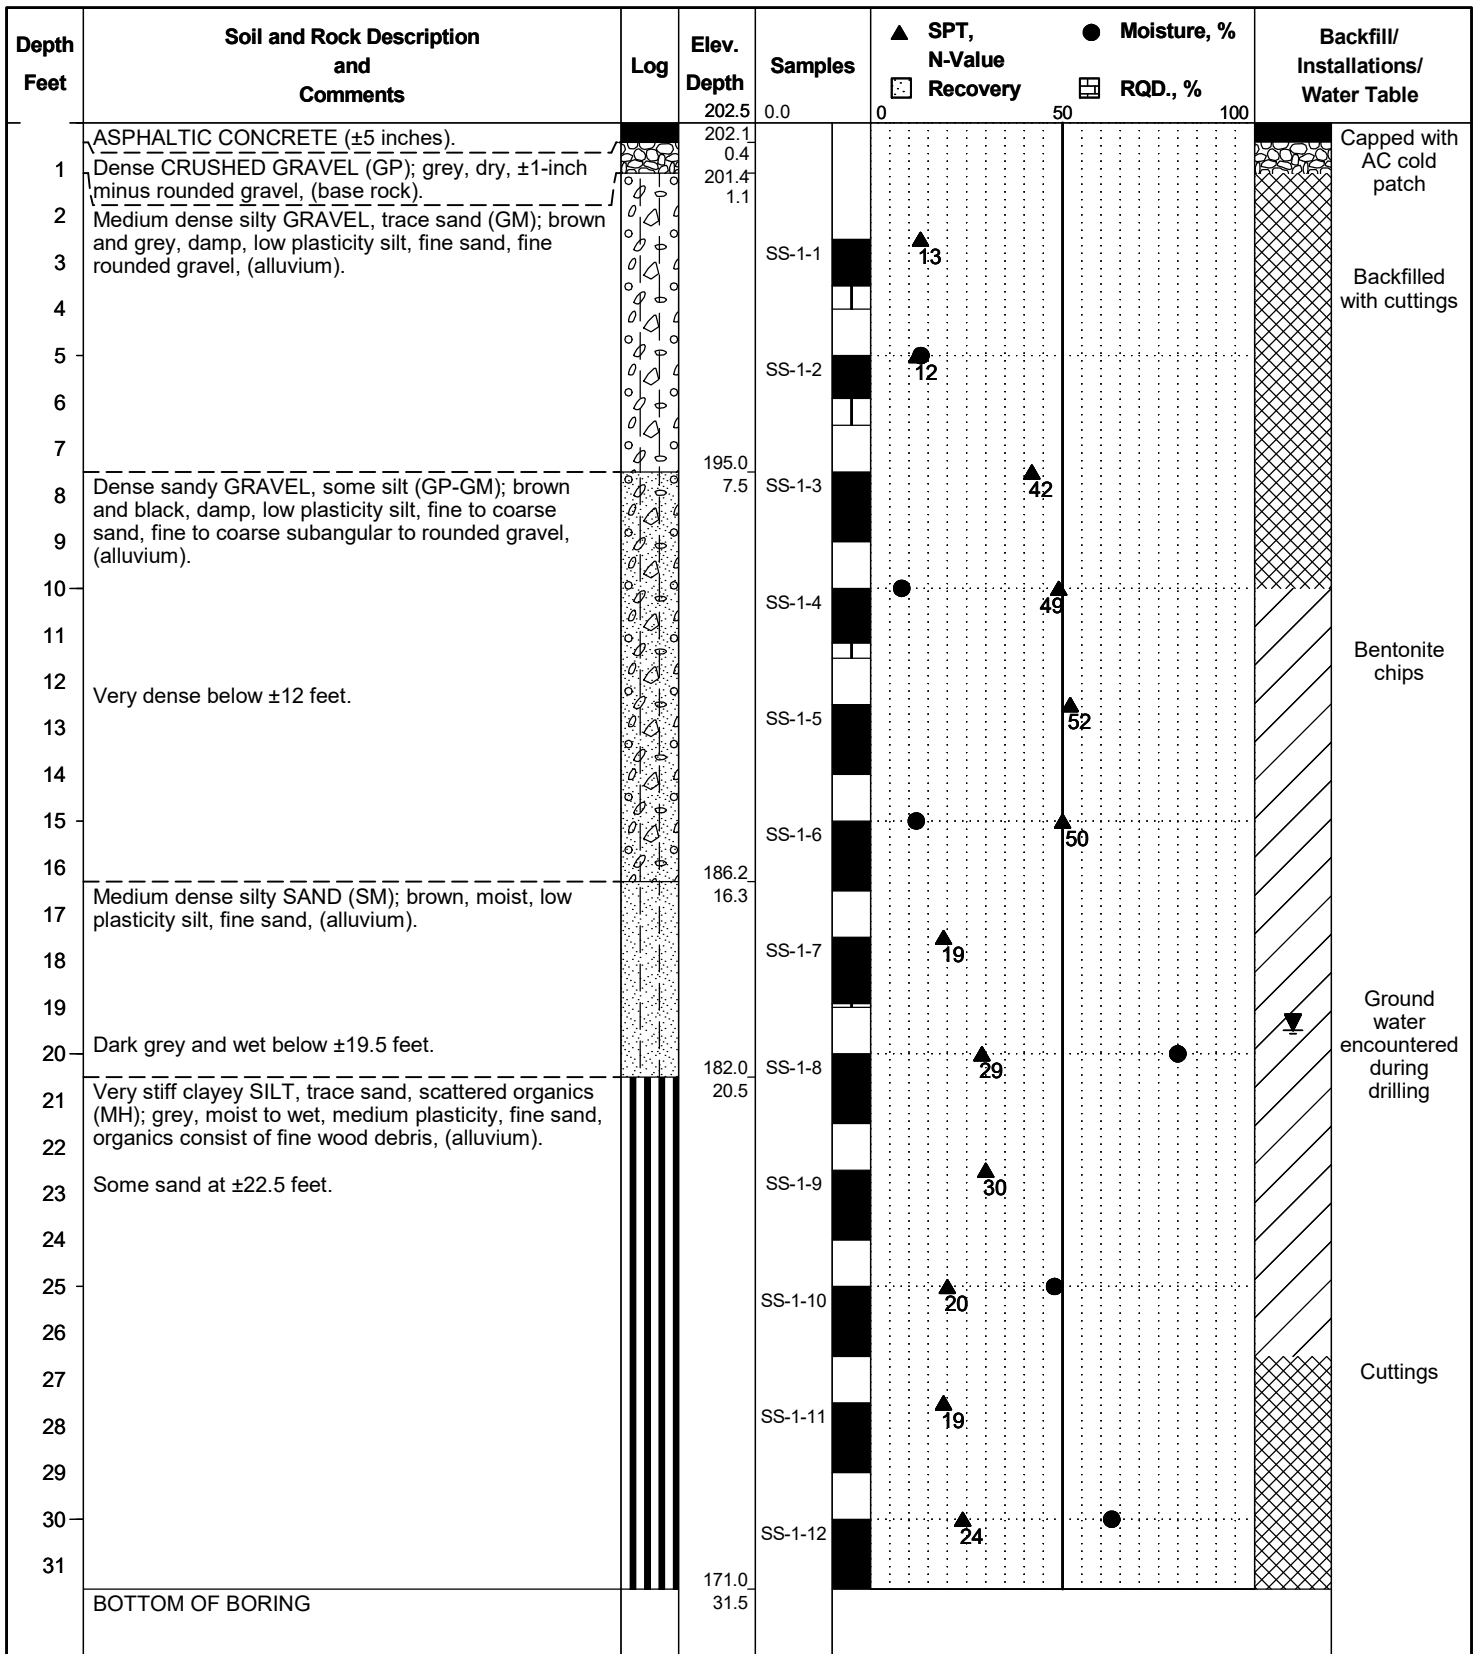 Depth
Feet
Soil and Rock Description
and
Comments
Log
Elev.
Depth
202.5
Samples
0.0
SPT,
N-Value
Moisture, %
Recovery
RQD., %
0
50
100
Backfill/
Installations/
Water Table
ASPHALTIC CONCRETE (±5 inches).
202.1
0.4
Dense CRUSHED GRAVEL (GP); grey, dry, ±1-inch
minus rounded gravel, (base rock).
201.4
1.1
Medium dense silty GRAVEL, trace sand (GM); brown
and grey, damp, low plasticity silt, fine sand, fine
rounded gravel, (alluvium).
195.0
7.5
Dense sandy GRAVEL, some silt (GP-GM); brown
and black, damp, low plasticity silt, fine to coarse
sand, fine to coarse subangular to rounded gravel,
(alluvium).
Very dense below ±12 feet.
186.2
16.3
Medium dense silty SAND (SM); brown, moist, low
plasticity silt, fine sand, (alluvium).
Dark grey and wet below ±19.5 feet.
182.0
20.5
Very stiff clayey SILT, trace sand, scattered organics
(MH); grey, moist to wet, medium plasticity, fine sand,
organics consist of fine wood debris, (alluvium).
Some sand at ±22.5 feet.
171.0
31.5
BOTTOM OF BORING
1
2
3
4
5
6
7
8
9
10
11
12
13
14
15
16
17
18
19
20
21
22
23
24
25
26
27
28
29
30
31
SS-1-1
13
SS-1-2
12
SS-1-3
42
SS-1-4
49
SS-1-5
52
SS-1-6
50
SS-1-7
19
SS-1-8
29
SS-1-9
30
SS-1-10
20
SS-1-11
19
SS-1-12
24
Capped with
AC cold
patch
Backfilled
with cuttings
Bentonite
chips
Ground
water
encountered
during
drilling
Cuttings